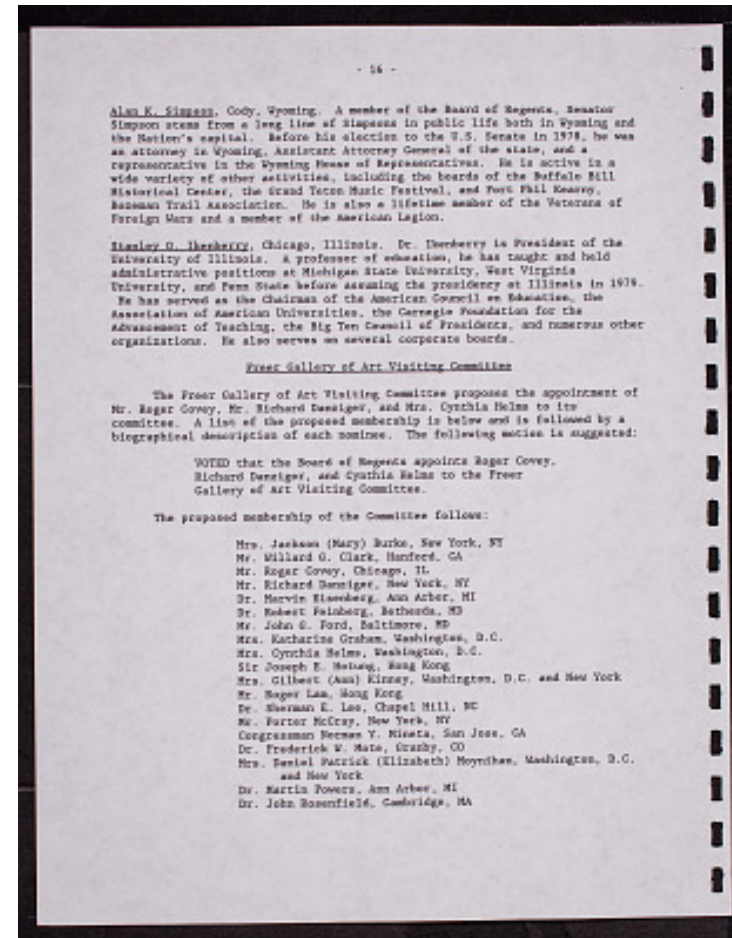 - 16 -
Alan K. Simpson, Cody, Wyoming. A member of the Board of Regents, Senator
Simpson stems from a long line of Simpsons in public life both in Wyoming and
the Nation's capital. Before his election to the U.S. Senate in 1978, he was
an attorney in Wyoming, Assistant Attorney General of the state, and a
representative in the Wyoming House of Representatives. He is active in a
wide variety of other activities, including the boards of the Buffalo Bill
Historical Center, the Grand Teton Music Festival, and Fort Phil Kearny,
Bozeman Trail Association. He is also a lifetime member of the Veterans of
Foreign Wars and a member of the American Legion.
Stanley O. Ikenberry, Chicago, Illinois. Dr. Ikenberry is President of the
University of Illinois. A professor of education, he has taught and held
administrative positions at Michigan State University, West Virginia
University, and Penn State before assuming the presidency at Illinois in 1979.
He has served as the Chairman of the American Council on Education, the
Association of American Universities, the Carnegie Foundation for the
Advancement of Teaching, the Big Ten Council of Presidents, and numerous other
organizations. He also serves on several corporate boards.
Freer Gallery of Art Visiting Committee
The Freer Gallery of Art Visiting Committee proposes the appointment of
Mr. Roger Covey, Mr. Richard Danziger, and Mrs. Cynthia Helms to its
committee. A list of the proposed membership is below and is followed by a
biographical description of each nominee. The following motion is suggested:
VOTED that the Board of Regents appoints Roger Covey,
Richard Danziger, and Cynthia Helms to the Freer
Gallery of Art Visiting Committee.
The proposed membership of the Committee follows:
Mrs. Jackson (Mary) Burke, New York, NY
Mr. Willard G. Clark, Hanford, CA
Mr. Roger Covey, Chicago, IL
Mr. Richard Danziger, New York, NY
Dr. Marvin Eisenberg, Ann Arbor, MI
Dr. Robert Feinberg, Bethesda, MD
Mr. John G. Ford, Baltimore, MD
Mrs. Katharine Graham, Washington, D.C.
Mrs. Cynthia Helms, Washington, D.C.
Sir Joseph E. Hotung, Hong Kong
Mrs. Gilbert (Ann) Kinney, Washington, D.C. and New York
Mr. Roger Lam, Hong Kong
Dr. Sherman E. Lee, Chapel Hill, NC
Mr. Porter McCray, New York, NY
Congressman Norman Y. Mineta, San Jose, CA
Dr. Frederick W. Mote, Granby, CO
Mrs. Daniel Patrick (Elizabeth) Moynihan, Washington, D.C.
and New York
Dr. Martin Powers, Ann Arbor, MI
Dr. John Rosenfield, Cambridge, MA